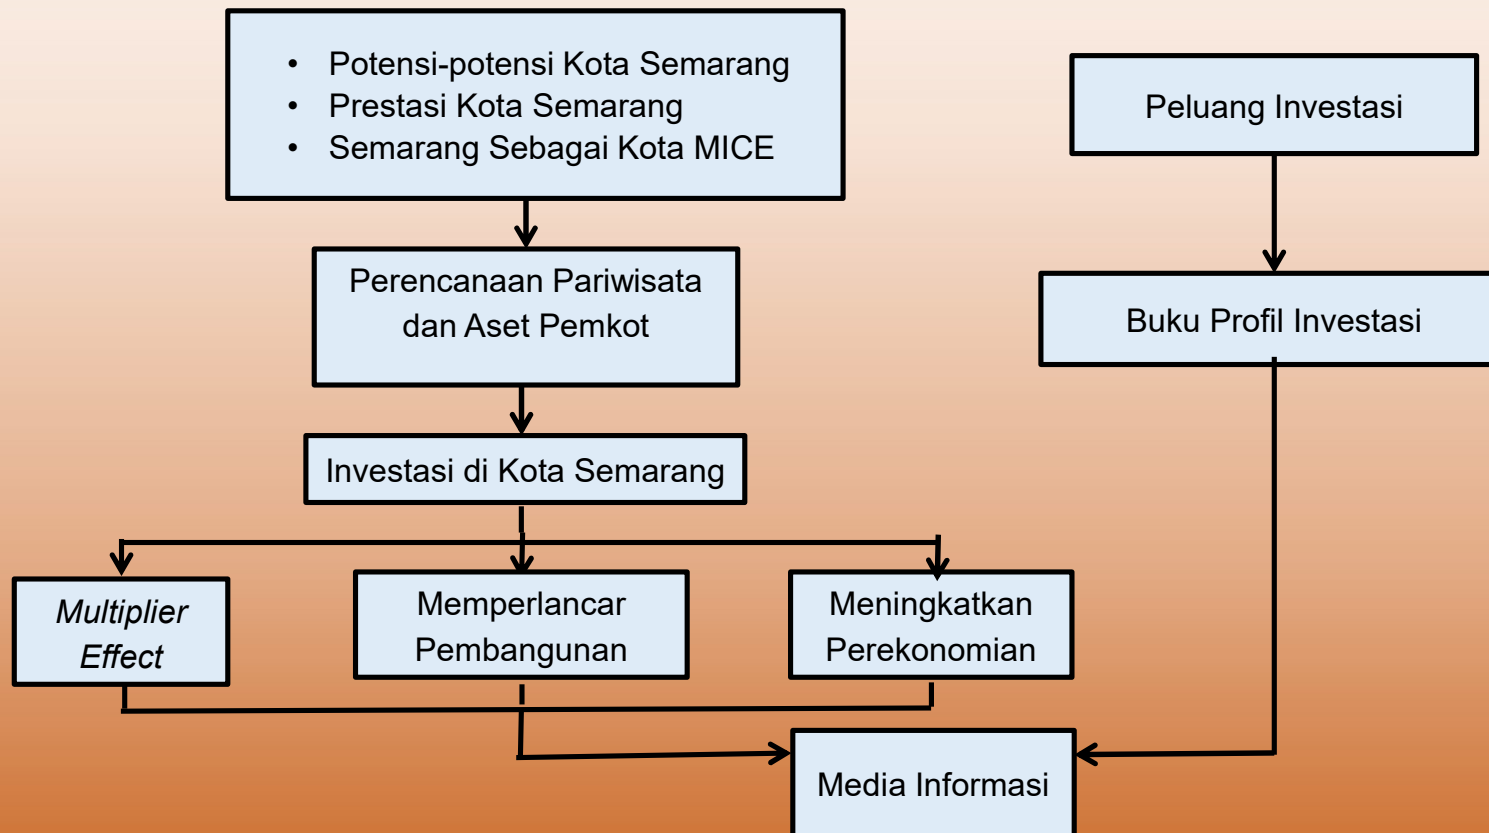 • Potensi-potensi Kota Semarang
• Prestasi Kota Semarang
• Semarang Sebagai Kota MICE
Peluang Investasi
Perencanaan Pariwisata
dan Aset Pemkot
Buku Profil Investasi
Investasi di Kota Semarang
Multiplier
Effect
Memperlancar
Pembangunan
Meningkatkan
Perekonomian
Media Informasi